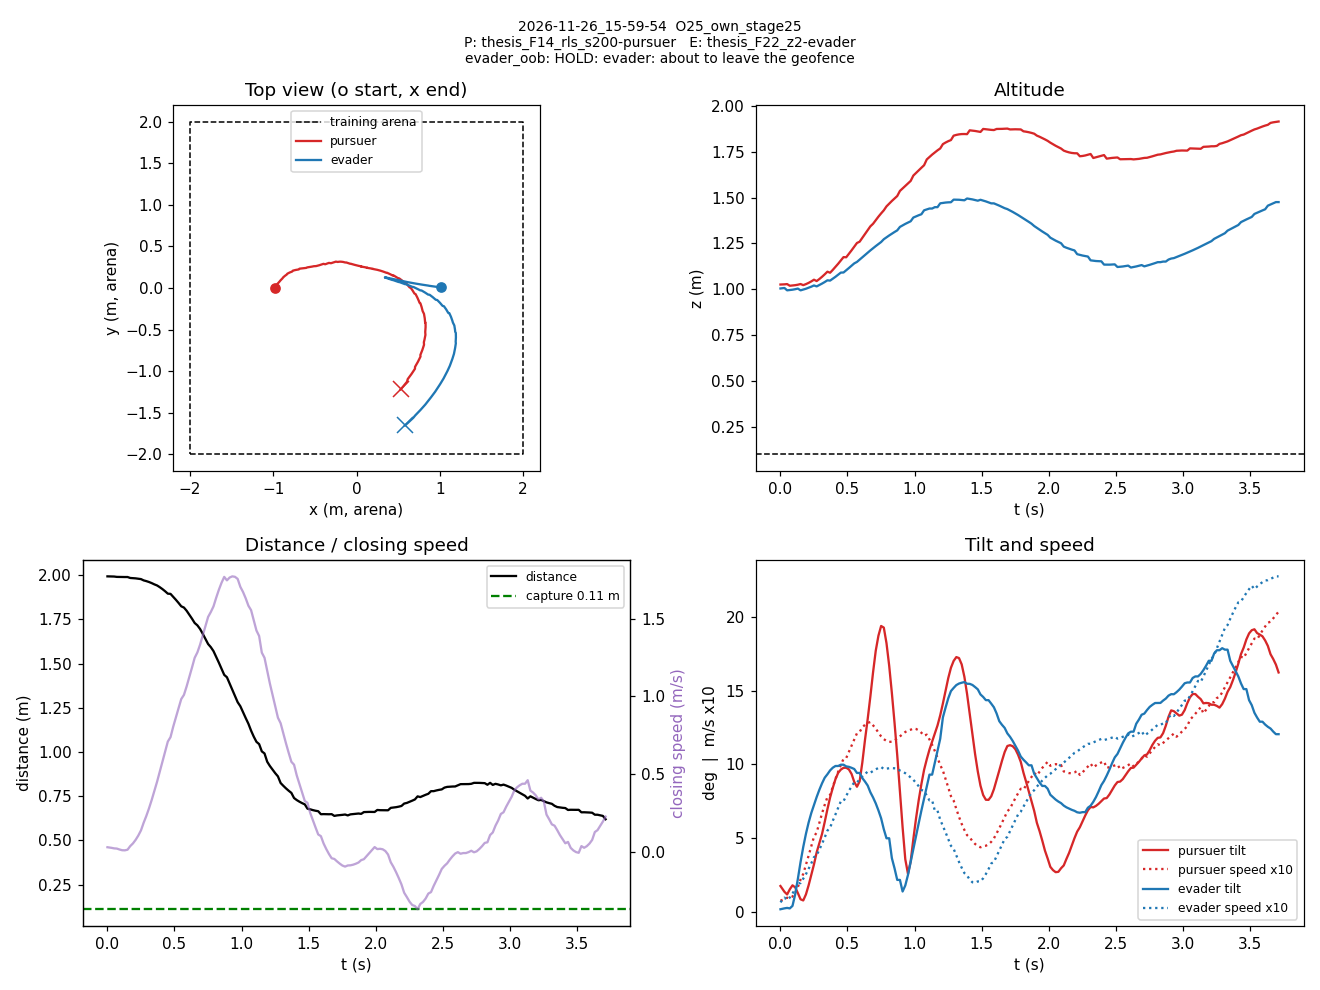 2026-11-26_15-59-54  O25_own_stage25
P: thesis_F14_rls_s200-pursuer   E: thesis_F22_z2-evader
evader_oob: HOLD: evader: about to leave the geofence
Top view (o start, x end)
2.0
1.5
1.0
0.5
0.0
−0.5
−1.0
−1.5
−2.0
−2
−1
0
1
2
y (m, arena)
x (m, arena)
training arena
pursuer
evader
Altitude
2.00
1.75
1.50
1.25
1.00
0.75
0.50
0.25
0.0
0.5
1.0
1.5
2.0
2.5
3.0
3.5
z (m)
t (s)
Distance / closing speed
2.00
1.75
1.50
1.25
1.00
0.75
0.50
0.25
0.0
0.5
1.0
1.5
2.0
2.5
3.0
3.5
distance (m)
t (s)
distance
capture 0.11 m
1.5
1.0
0.5
0.0
closing speed (m/s)
Tilt and speed
20
15
10
5
0
0.0
0.5
1.0
1.5
2.0
2.5
3.0
3.5
deg  |  m/s x10
t (s)
pursuer tilt
pursuer speed x10
evader tilt
evader speed x10